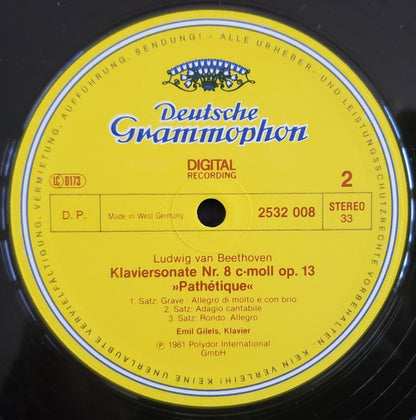 ALLE URHEBER- UND LEISTUNGSSCHUTZRECHTE VORBEHALTEN· KEIN VERLEIH! KEINE UNERLAUBTE VERVIELFÄLTIGUNG, VERMIETUNG, AUFFÜHRUNG, SENDUNG!
Deutsche
Grammophon
DIGITAL
RECORDING
LC 0173
2
D. P.
Made in West Germany
2532 008
STEREO
33
Ludwig van Beethoven
Klaviersonate Nr. 8 c-moll op. 13
»Pathétique«
1. Satz: Grave - Allegro di molto e con brio
2. Satz: Adagio cantabile
3. Satz: Rondo. Allegro
Emil Gilels, Klavier
Ⓟ 1981 Polydor International
GmbH